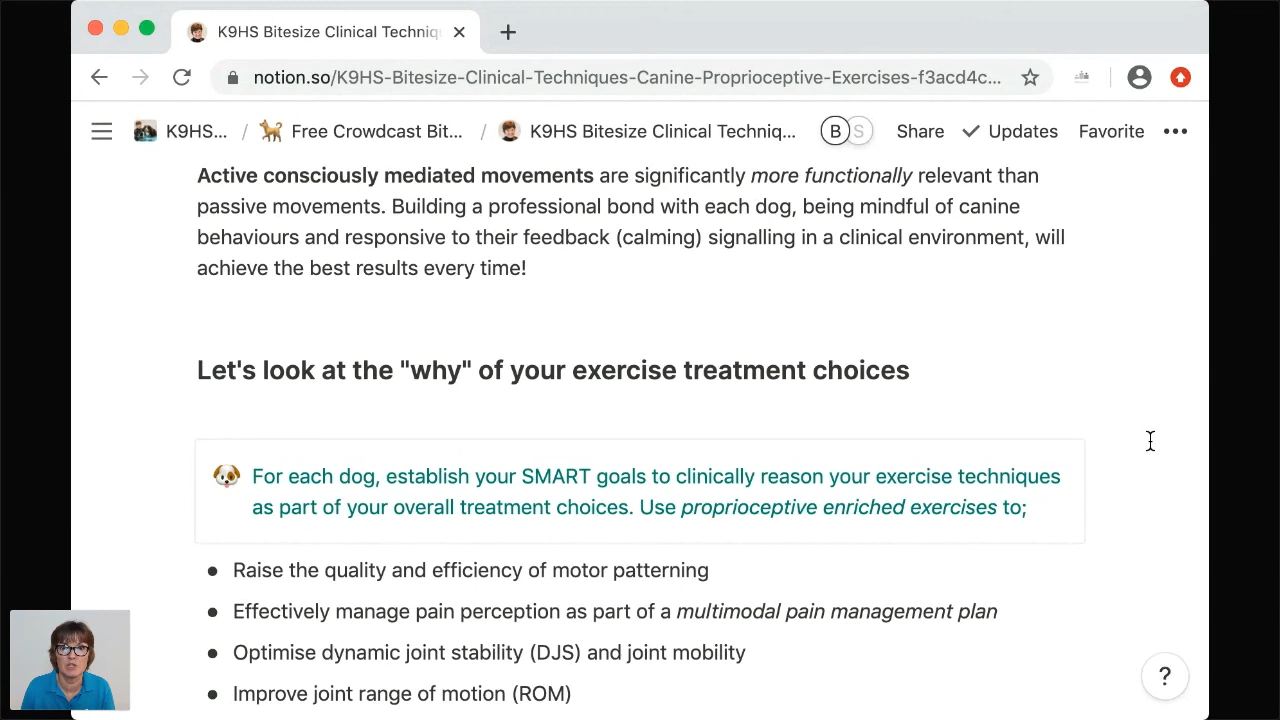 K9HS Bitesize Clinical Techniq
notion.so/K9HS-Bitesize-Clinical-Techniques-Canine-Proprioceptive-Exercises-f3acd4c...
K9HS... / Free Crowdcast Bit... / K9HS Bitesize Clinical Techniq... B S Share Updates Favorite •••
Active consciously mediated movements are significantly more functionally relevant than
passive movements. Building a professional bond with each dog, being mindful of canine
behaviours and responsive to their feedback (calming) signalling in a clinical environment, will
achieve the best results every time!
Let's look at the "why" of your exercise treatment choices
For each dog, establish your SMART goals to clinically reason your exercise techniques
as part of your overall treatment choices. Use proprioceptive enriched exercises to;
• Raise the quality and efficiency of motor patterning
• Effectively manage pain perception as part of a multimodal pain management plan
• Optimise dynamic joint stability (DJS) and joint mobility
• Improve joint range of motion (ROM)
?